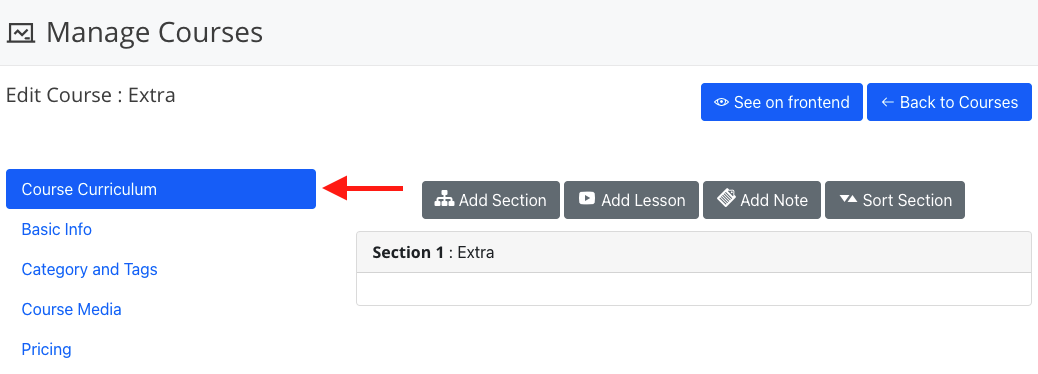 Manage Courses
Edit Course : Extra
See on frontend
Back to Courses
Course Curriculum
Basic Info
Category and Tags
Course Media
Pricing
Add Section
Add Lesson
Add Note
Sort Section
Section 1 : Extra